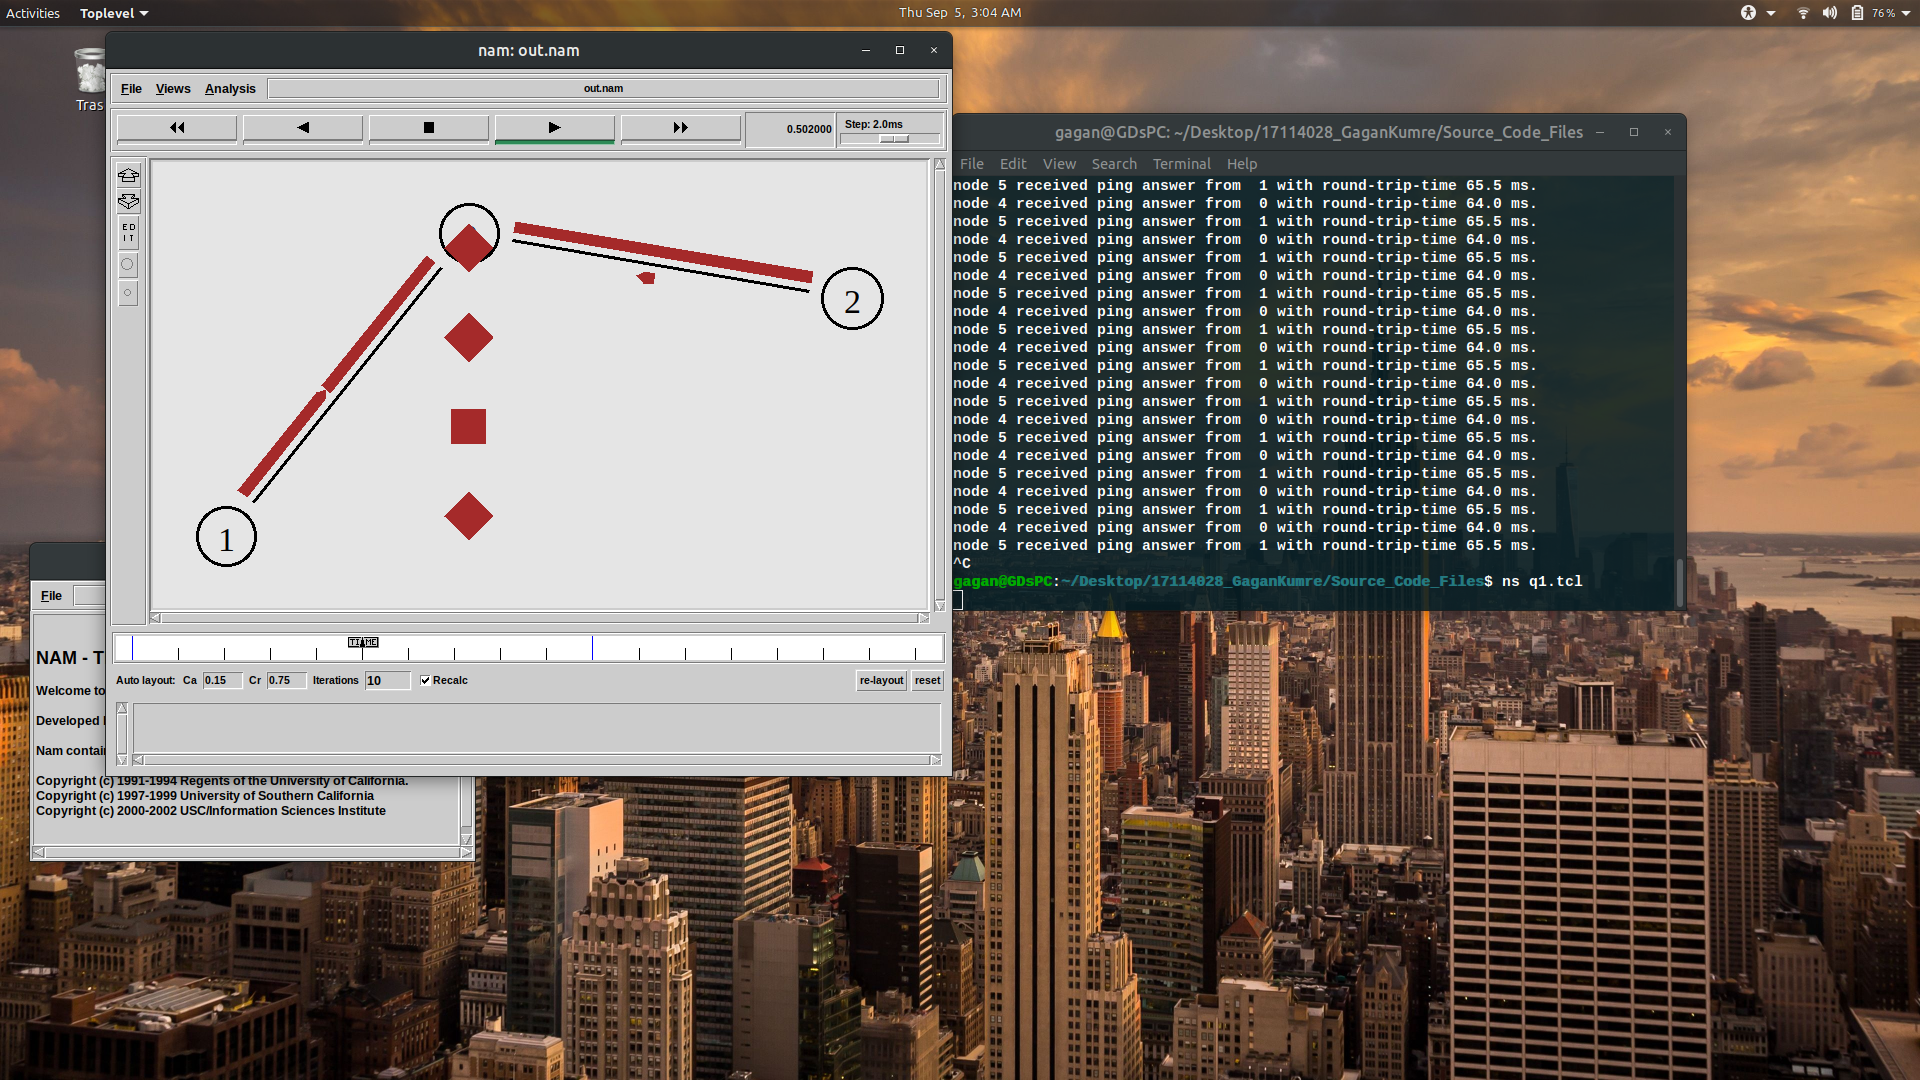 Activities Toplevel Thu Sep 5, 3:04 AM 76 %
nam: out.nam
File Views Analysis out.nam
0.502000 Step: 2.0ms
ED
IT
2
1
TIME
Auto layout: Ca 0.15 Cr 0.75 Iterations 10 Recalc re-layout reset
gagan@GDsPC: ~/Desktop/17114028_GaganKumre/Source_Code_Files
File Edit View Search Terminal Help
node 5 received ping answer from 1 with round-trip-time 65.5 ms.
node 4 received ping answer from 0 with round-trip-time 64.0 ms.
node 5 received ping answer from 1 with round-trip-time 65.5 ms.
node 4 received ping answer from 0 with round-trip-time 64.0 ms.
node 5 received ping answer from 1 with round-trip-time 65.5 ms.
node 4 received ping answer from 0 with round-trip-time 64.0 ms.
node 5 received ping answer from 1 with round-trip-time 65.5 ms.
node 4 received ping answer from 0 with round-trip-time 64.0 ms.
node 5 received ping answer from 1 with round-trip-time 65.5 ms.
node 4 received ping answer from 0 with round-trip-time 64.0 ms.
node 5 received ping answer from 1 with round-trip-time 65.5 ms.
node 4 received ping answer from 0 with round-trip-time 64.0 ms.
node 5 received ping answer from 1 with round-trip-time 65.5 ms.
node 4 received ping answer from 0 with round-trip-time 64.0 ms.
node 5 received ping answer from 1 with round-trip-time 65.5 ms.
node 4 received ping answer from 0 with round-trip-time 64.0 ms.
node 5 received ping answer from 1 with round-trip-time 65.5 ms.
node 4 received ping answer from 0 with round-trip-time 64.0 ms.
node 5 received ping answer from 1 with round-trip-time 65.5 ms.
node 4 received ping answer from 0 with round-trip-time 64.0 ms.
node 5 received ping answer from 1 with round-trip-time 65.5 ms.
^C
gagan@GDsPC:~/Desktop/17114028_GaganKumre/Source_Code_Files$ ns q1.tcl
Tras
File
NAM - T
Welcome to
Developed
Nam contai
Copyright (c) 1991-1994 Regents of the University of California.
Copyright (c) 1997-1999 University of Southern California
Copyright (c) 2000-2002 USC/Information Sciences Institute